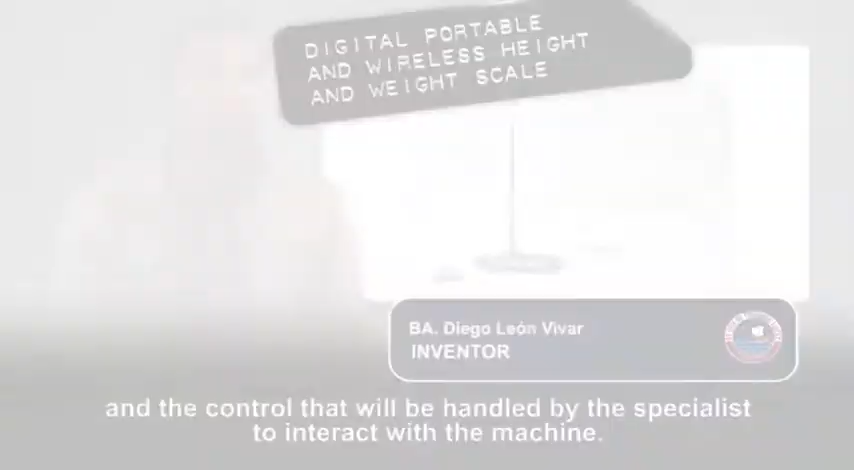 DIGITAL PORTABLE
AND WIRELESS HEIGHT
AND WEIGHT SCALE
BA. Diego León Vivar
INVENTOR
and the control that will be handled by the specialist
to interact with the machine.